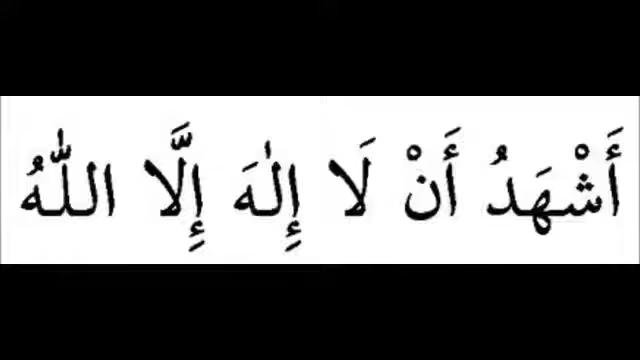 أَشْهَدُ أَنْ لَا إِلٰهَ إِلَّا اللّٰهُ